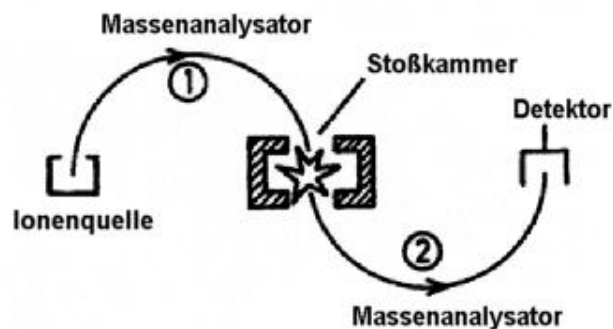 Massenanalysator
1
Stoßkammer
Detektor
Ionenquelle
2
Massenanalysator